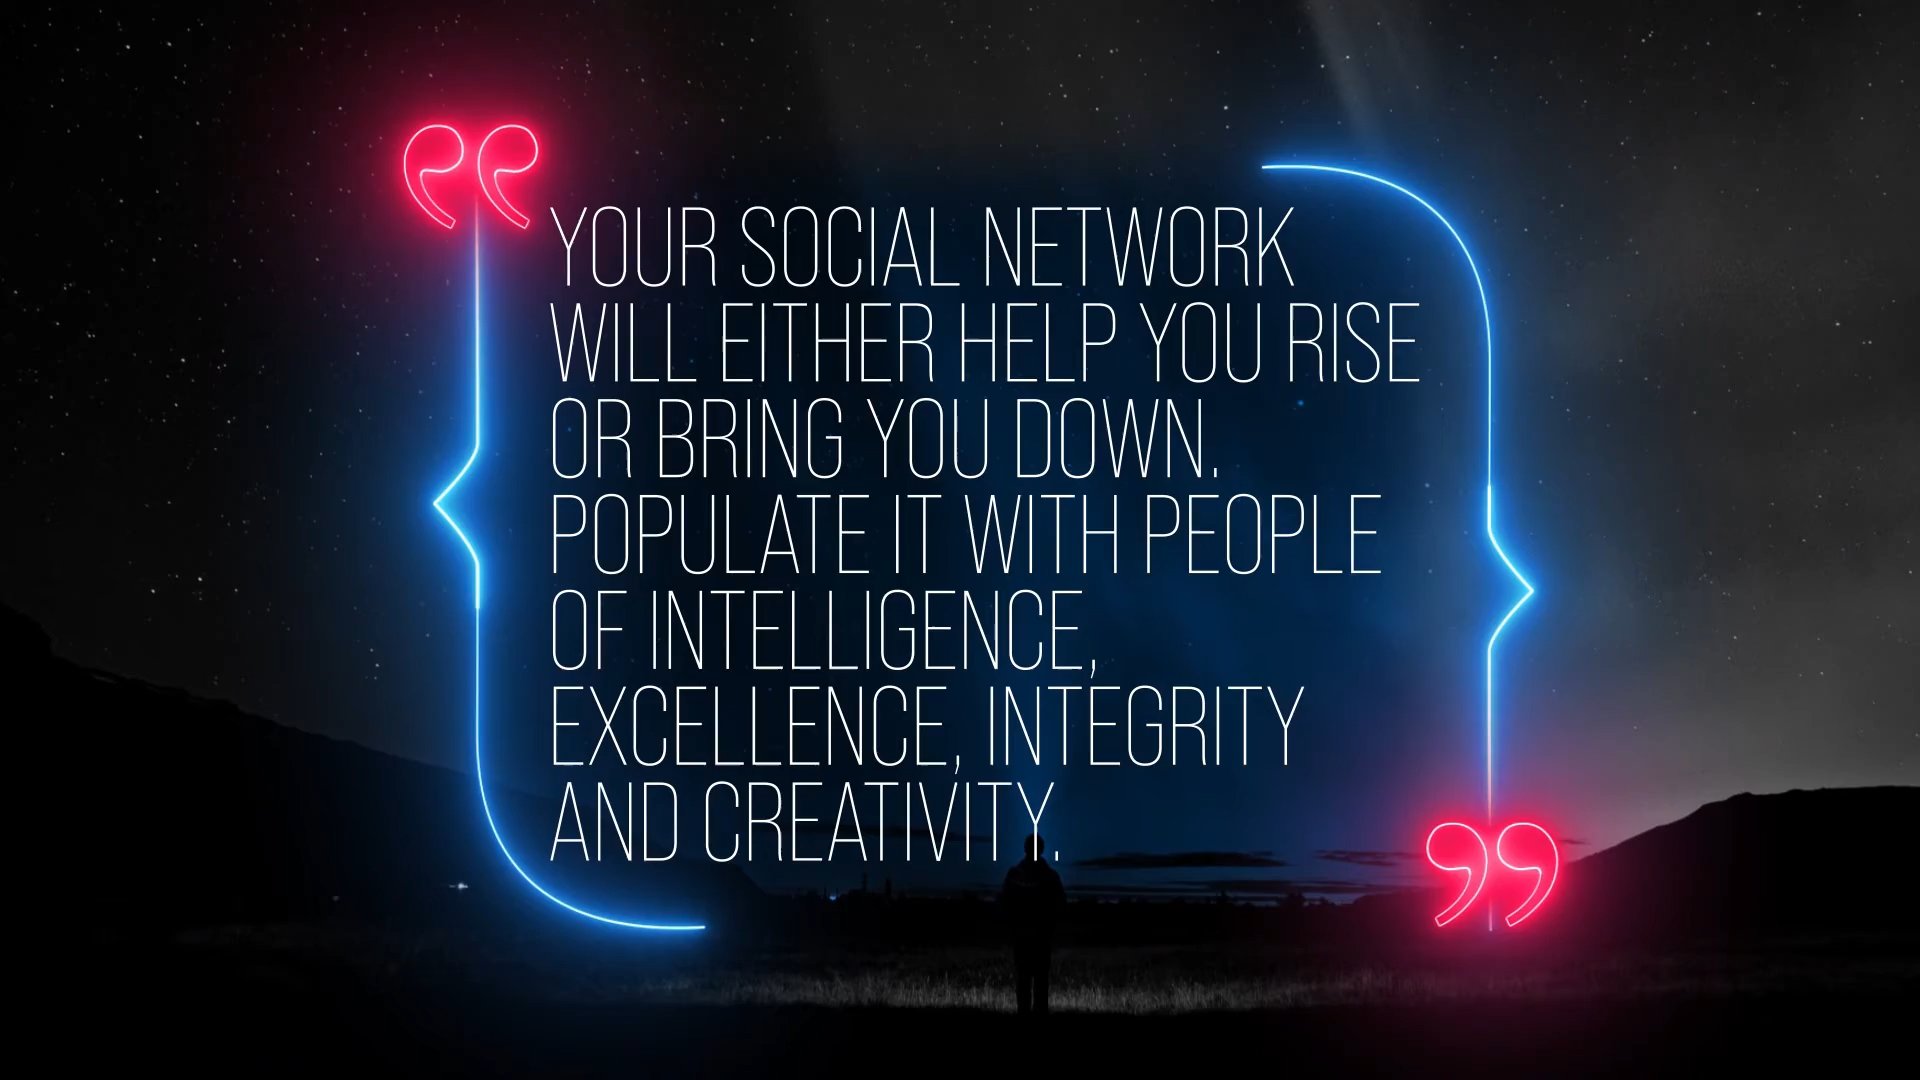 “YOUR SOCIAL NETWORK
WILL EITHER HELP YOU RISE
OR BRING YOU DOWN.
POPULATE IT WITH PEOPLE
OF INTELLIGENCE,
EXCELLENCE, INTEGRITY
AND CREATIVITY.”